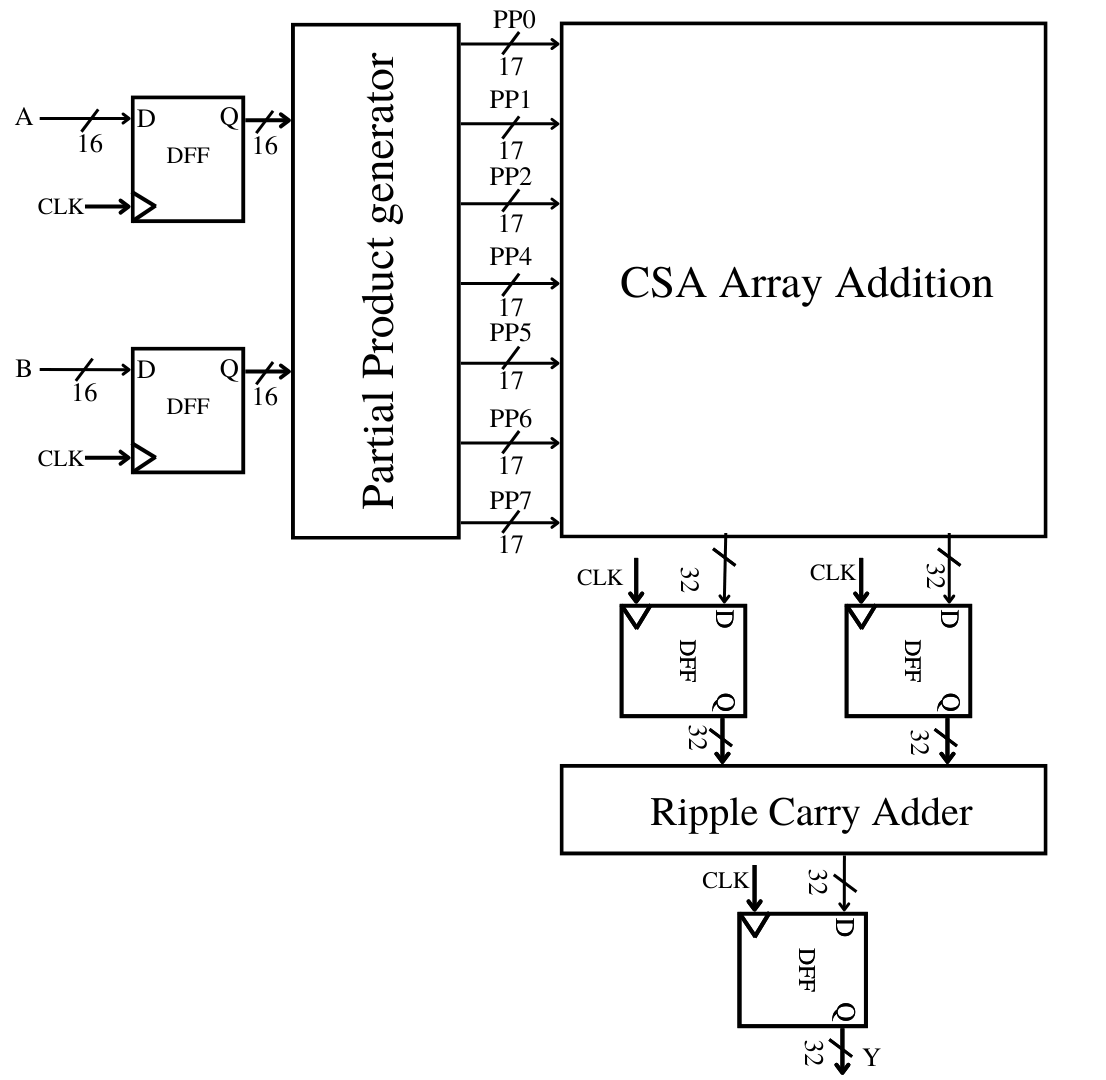 PP0
17
PP1
17
PP2
17
PP4
17
PP5
17
PP6
17
PP7
17
A
16
D
Q
DFF
16
CLK
B
16
D
Q
DFF
16
CLK
Partial Product generator
CSA Array Addition
CLK
32
D
DFF
Q
32
CLK
32
D
DFF
Q
32
Ripple Carry Adder
CLK
32
D
DFF
Q
32
Y